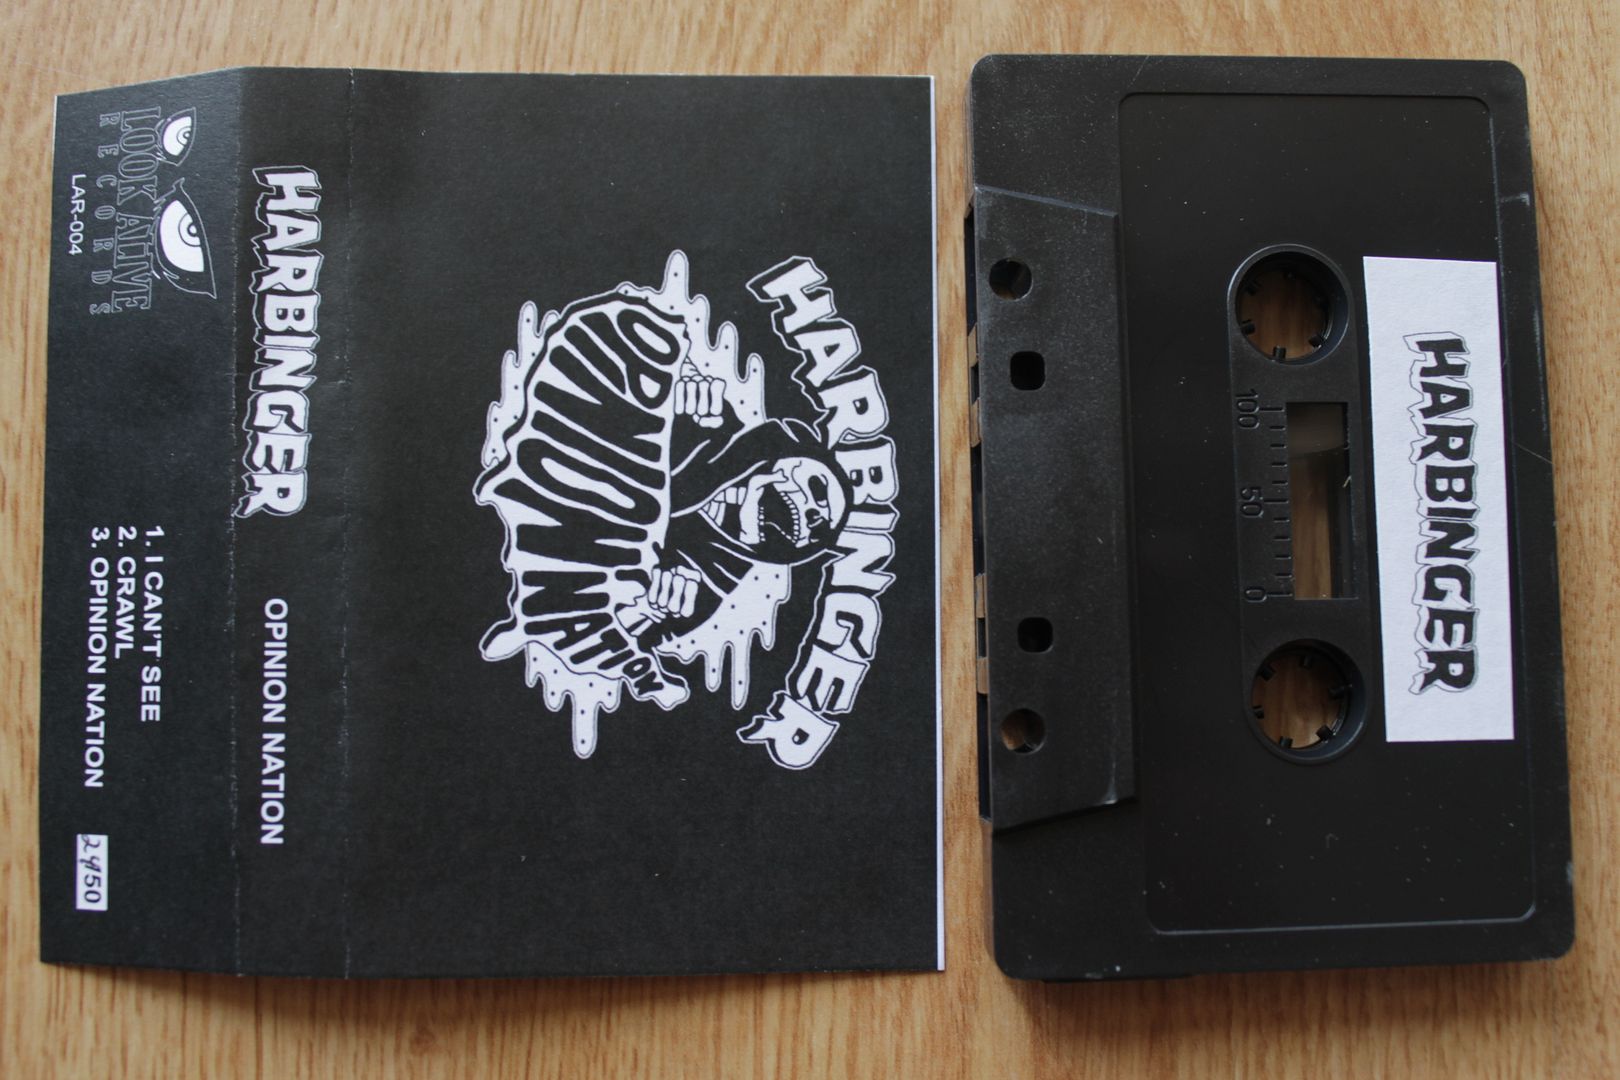 LOOK ALIVE
RECORDS
LAR-004
1. I CAN'T SEE
2. CRAWL
3. OPINION NATION
24/50
HARBINGER
OPINION NATION
HARBINGER
OPINION NATION
HARBINGER
100 50 0